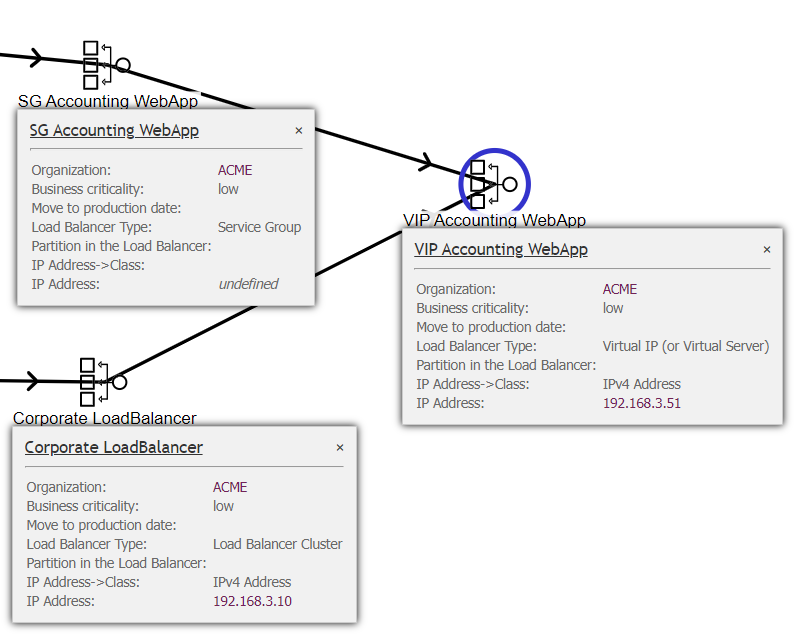 SG Accounting WebApp
SG Accounting WebApp ×
Organization: ACME
Business criticality: low
Move to production date:
Load Balancer Type: Service Group
Partition in the Load Balancer:
IP Address->Class:
IP Address: undefined
VIP Accounting WebApp
VIP Accounting WebApp ×
Organization: ACME
Business criticality: low
Move to production date:
Load Balancer Type: Virtual IP (or Virtual Server)
Partition in the Load Balancer:
IP Address->Class: IPv4 Address
IP Address: 192.168.3.51
Corporate LoadBalancer
Corporate LoadBalancer ×
Organization: ACME
Business criticality: low
Move to production date:
Load Balancer Type: Load Balancer Cluster
Partition in the Load Balancer:
IP Address->Class: IPv4 Address
IP Address: 192.168.3.10